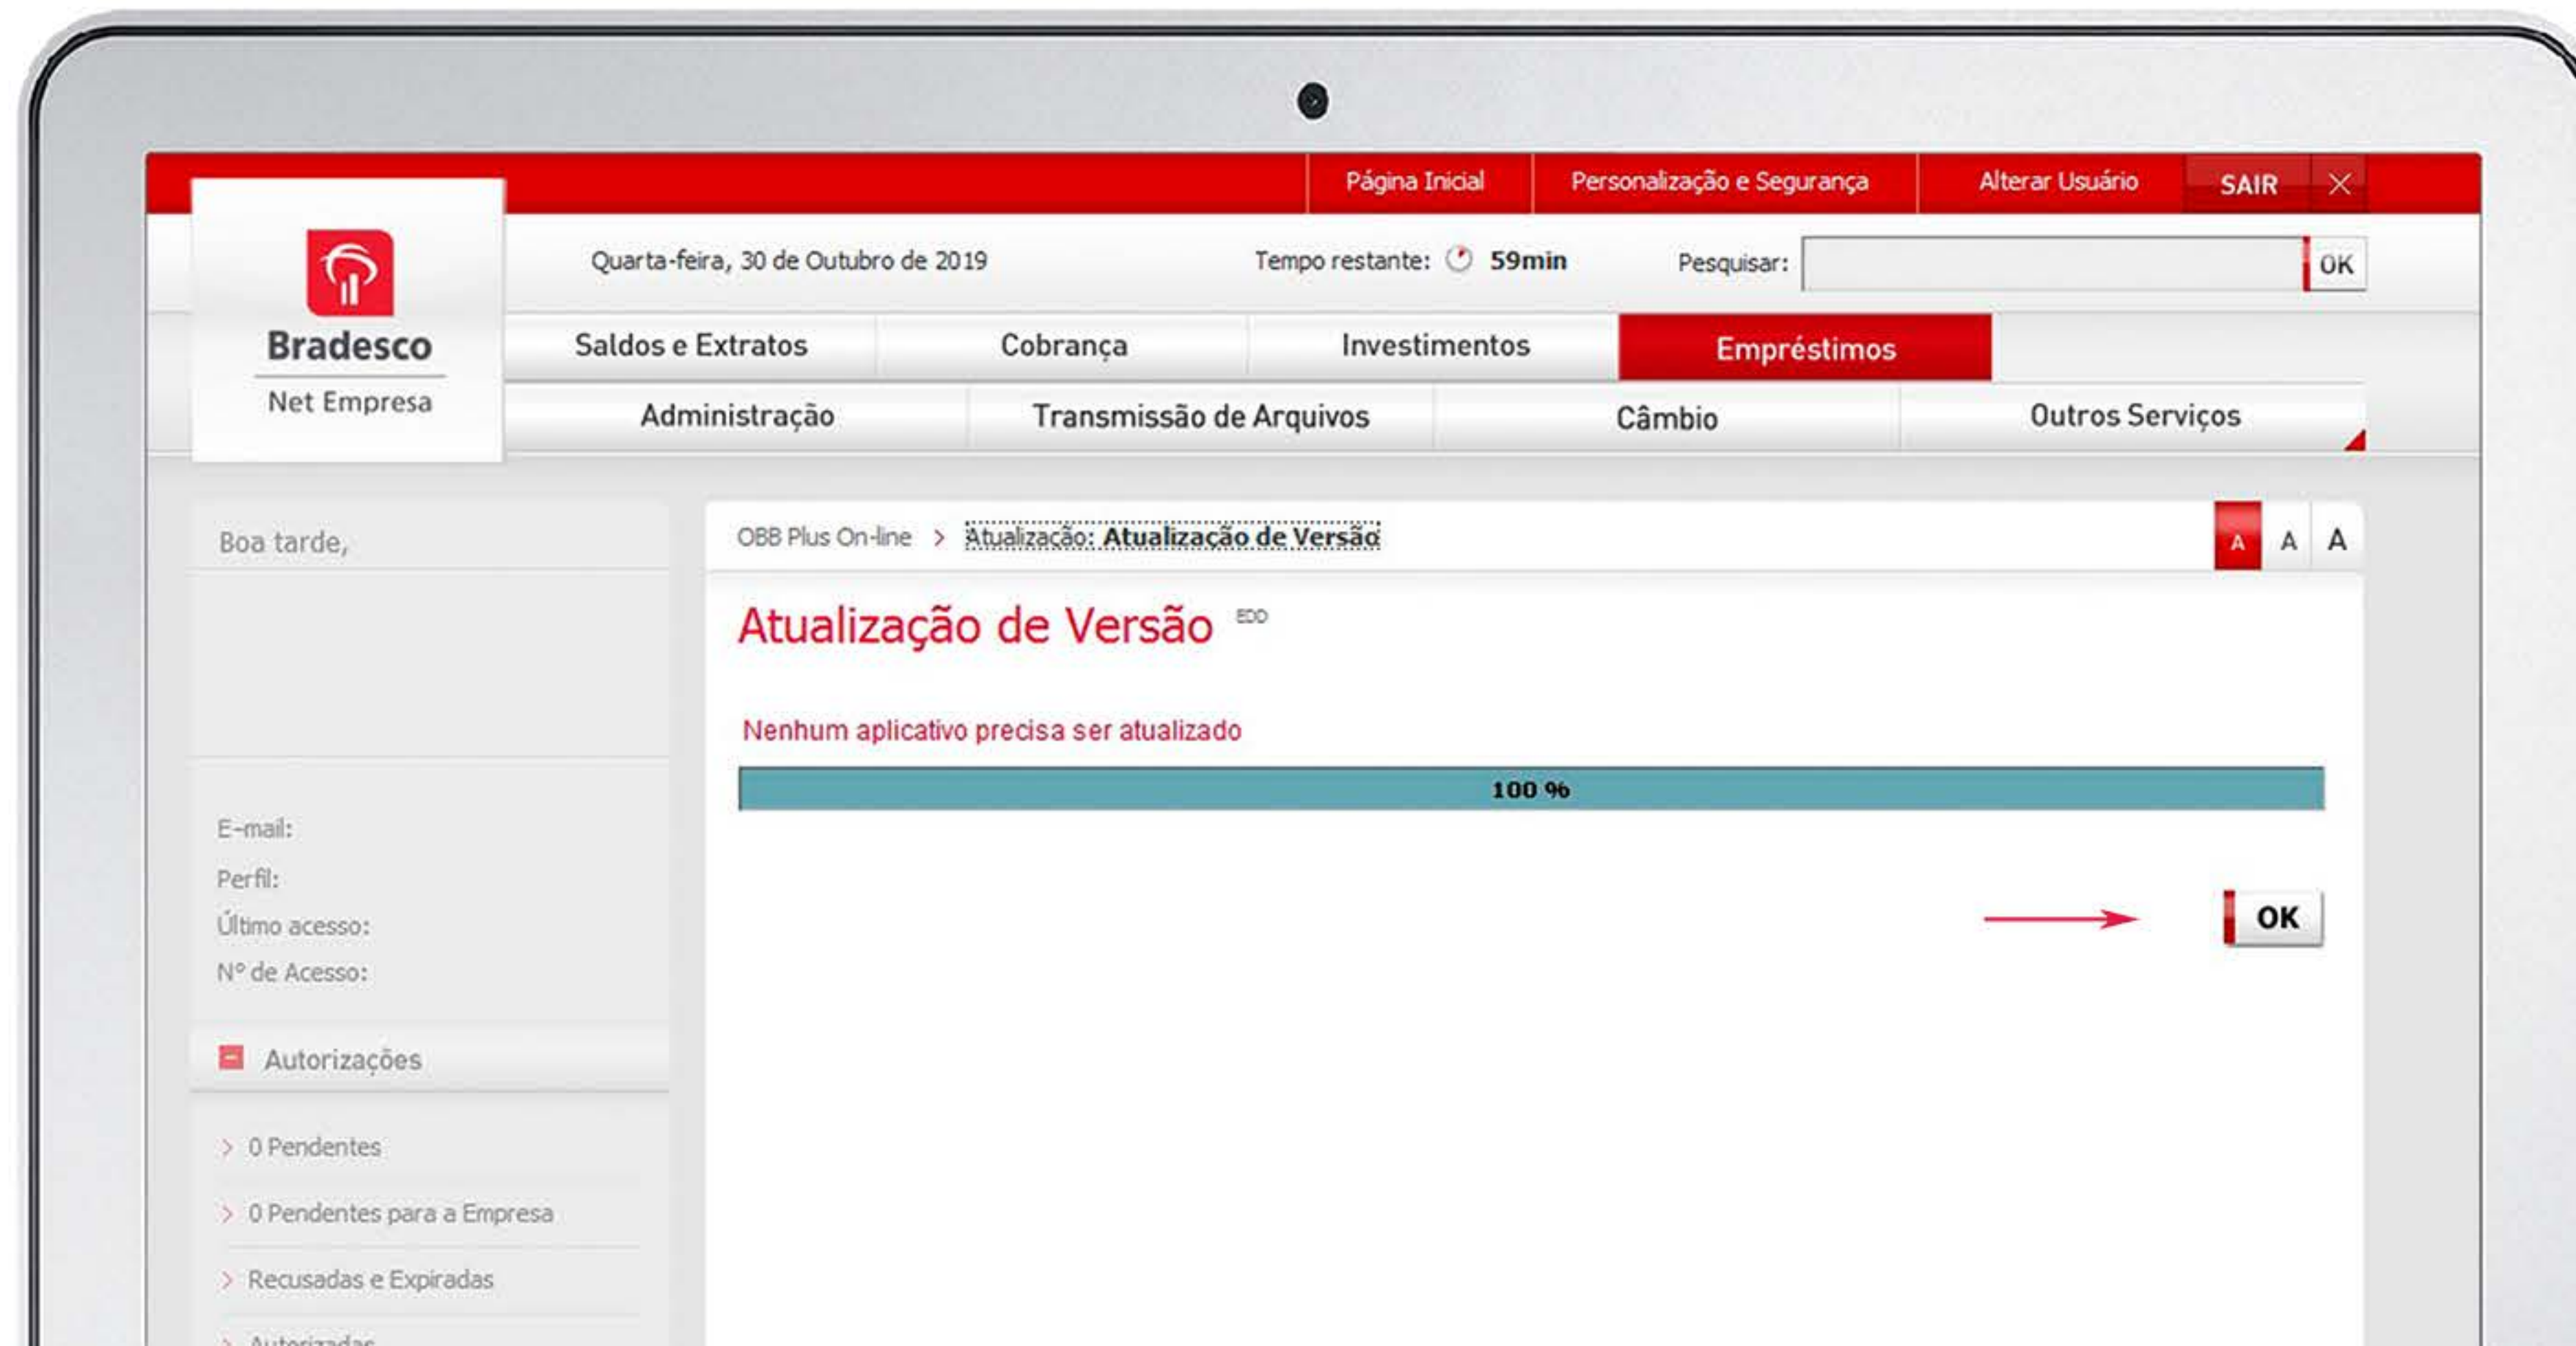 Página Inicial Personalização e Segurança Alterar Usuário SAIR
Quarta-feira, 30 de Outubro de 2019 Tempo restante: 59min Pesquisar: OK
Bradesco
Net Empresa
Saldos e Extratos Cobrança Investimentos Empréstimos
Administração Transmissão de Arquivos Câmbio Outros Serviços
Boa tarde,
OBB Plus On-line > Atualização: Atualização de Versão A A A
Atualização de Versão EDD
Nenhum aplicativo precisa ser atualizado
100 %
E-mail:
Perfil:
Último acesso:
Nº de Acesso:
OK
Autorizações
> 0 Pendentes
> 0 Pendentes para a Empresa
> Recusadas e Expiradas
> Autorizadas